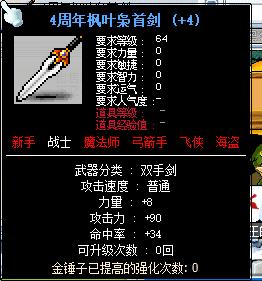 4周年枫叶枭首剑 (+4)
要求等级: 64
要求力量: 0
要求敏捷: 0
要求智力: 0
要求运气: 0
要求人气度: -
道具等级: -
道具经验值: -
新手 战士 魔法师 弓箭手 飞侠 海盗
武器分类 : 双手剑
攻击速度 : 普通
力量 : +8
攻击力 : +90
命中率 : +34
可升级次数 : 0回
金锤子已提高的强化次数: 0